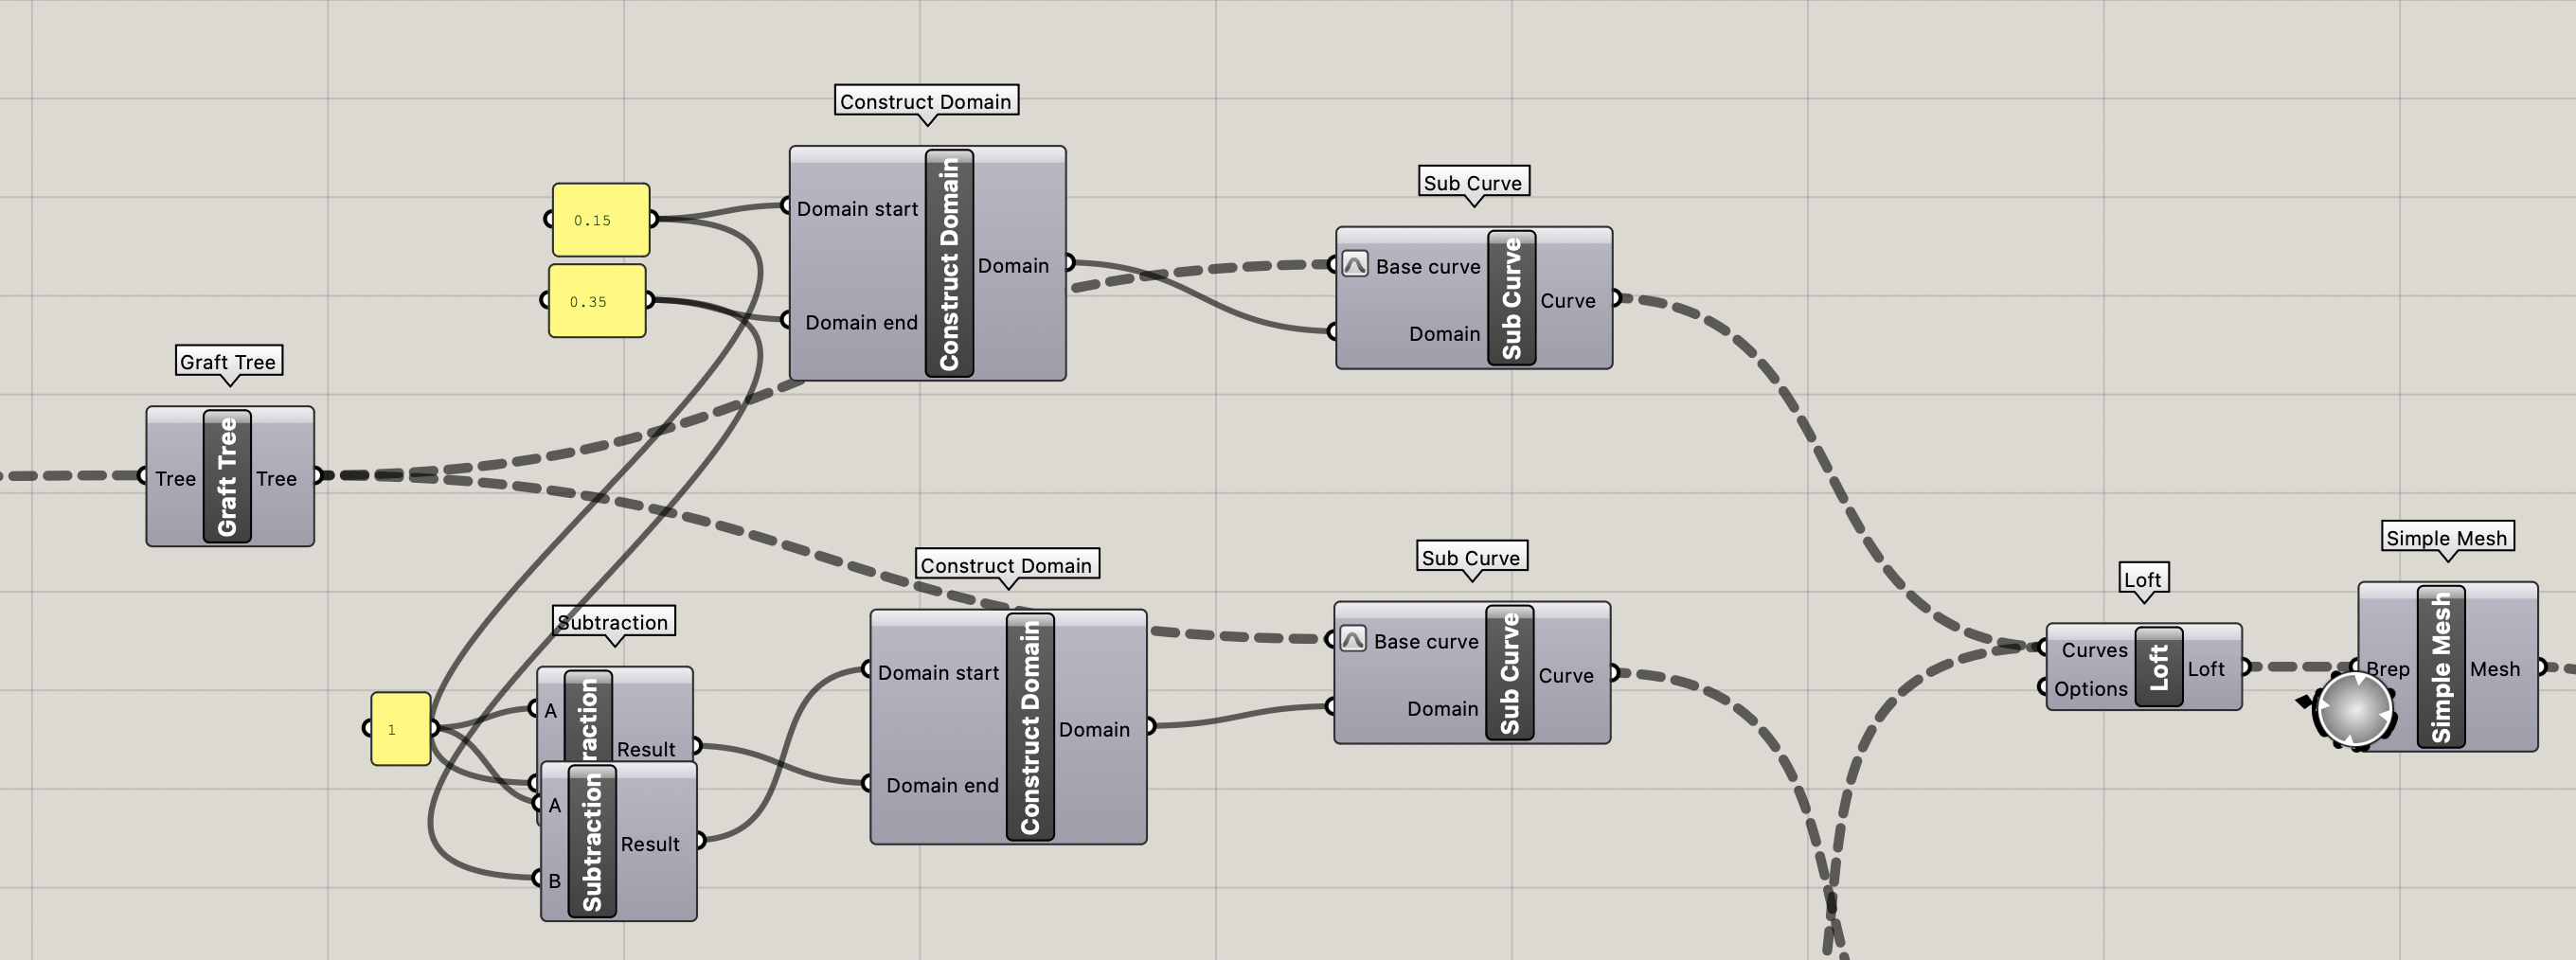 Construct Domain
0.15
0.35
Domain start
Domain end
Construct Domain
Domain
Sub Curve
Base curve
Domain
Sub Curve
Curve
Graft Tree
Tree
Graft Tree
Tree
Subtraction
1
A
raction
Result
A
B
Subtraction
Result
Construct Domain
Domain start
Domain end
Construct Domain
Domain
Sub Curve
Base curve
Domain
Sub Curve
Curve
Loft
Curves
Options
Loft
Loft
Simple Mesh
Brep
Simple Mesh
Mesh